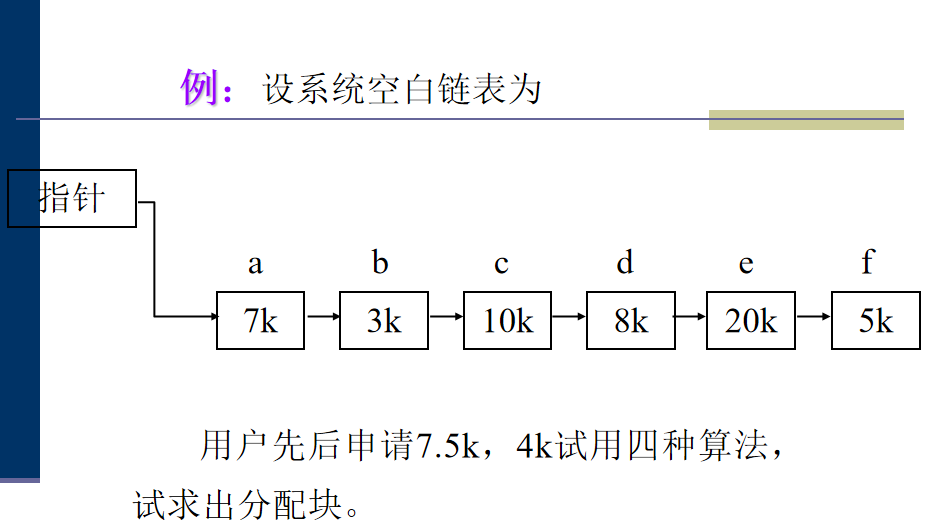 例：设系统空白链表为
指针
a b c d e f
7k 3k 10k 8k 20k 5k
用户先后申请7.5k，4k试用四种算法，
试求出分配块。